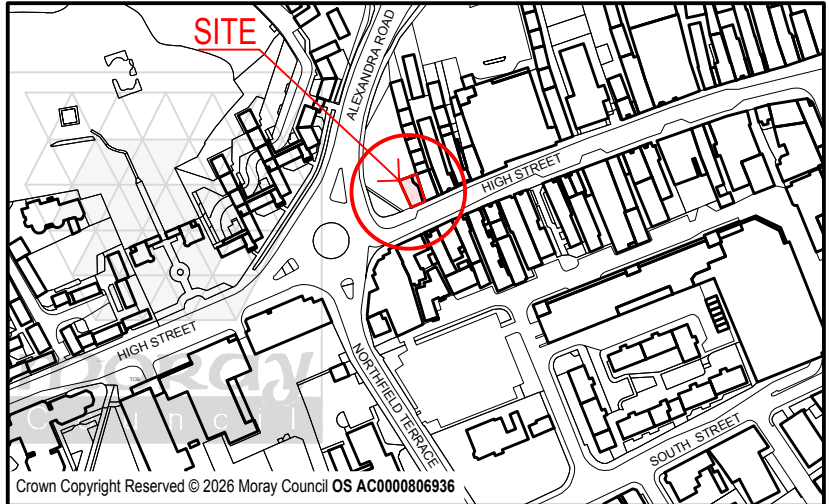 SITE
ALEXANDRA ROAD
HIGH STREET
HIGH STREET
TCB
moray
Council
NORTHFIELD TERRACE
SOUTH STREET
Crown Copyright Reserved © 2026 Moray Council OS AC0000806936